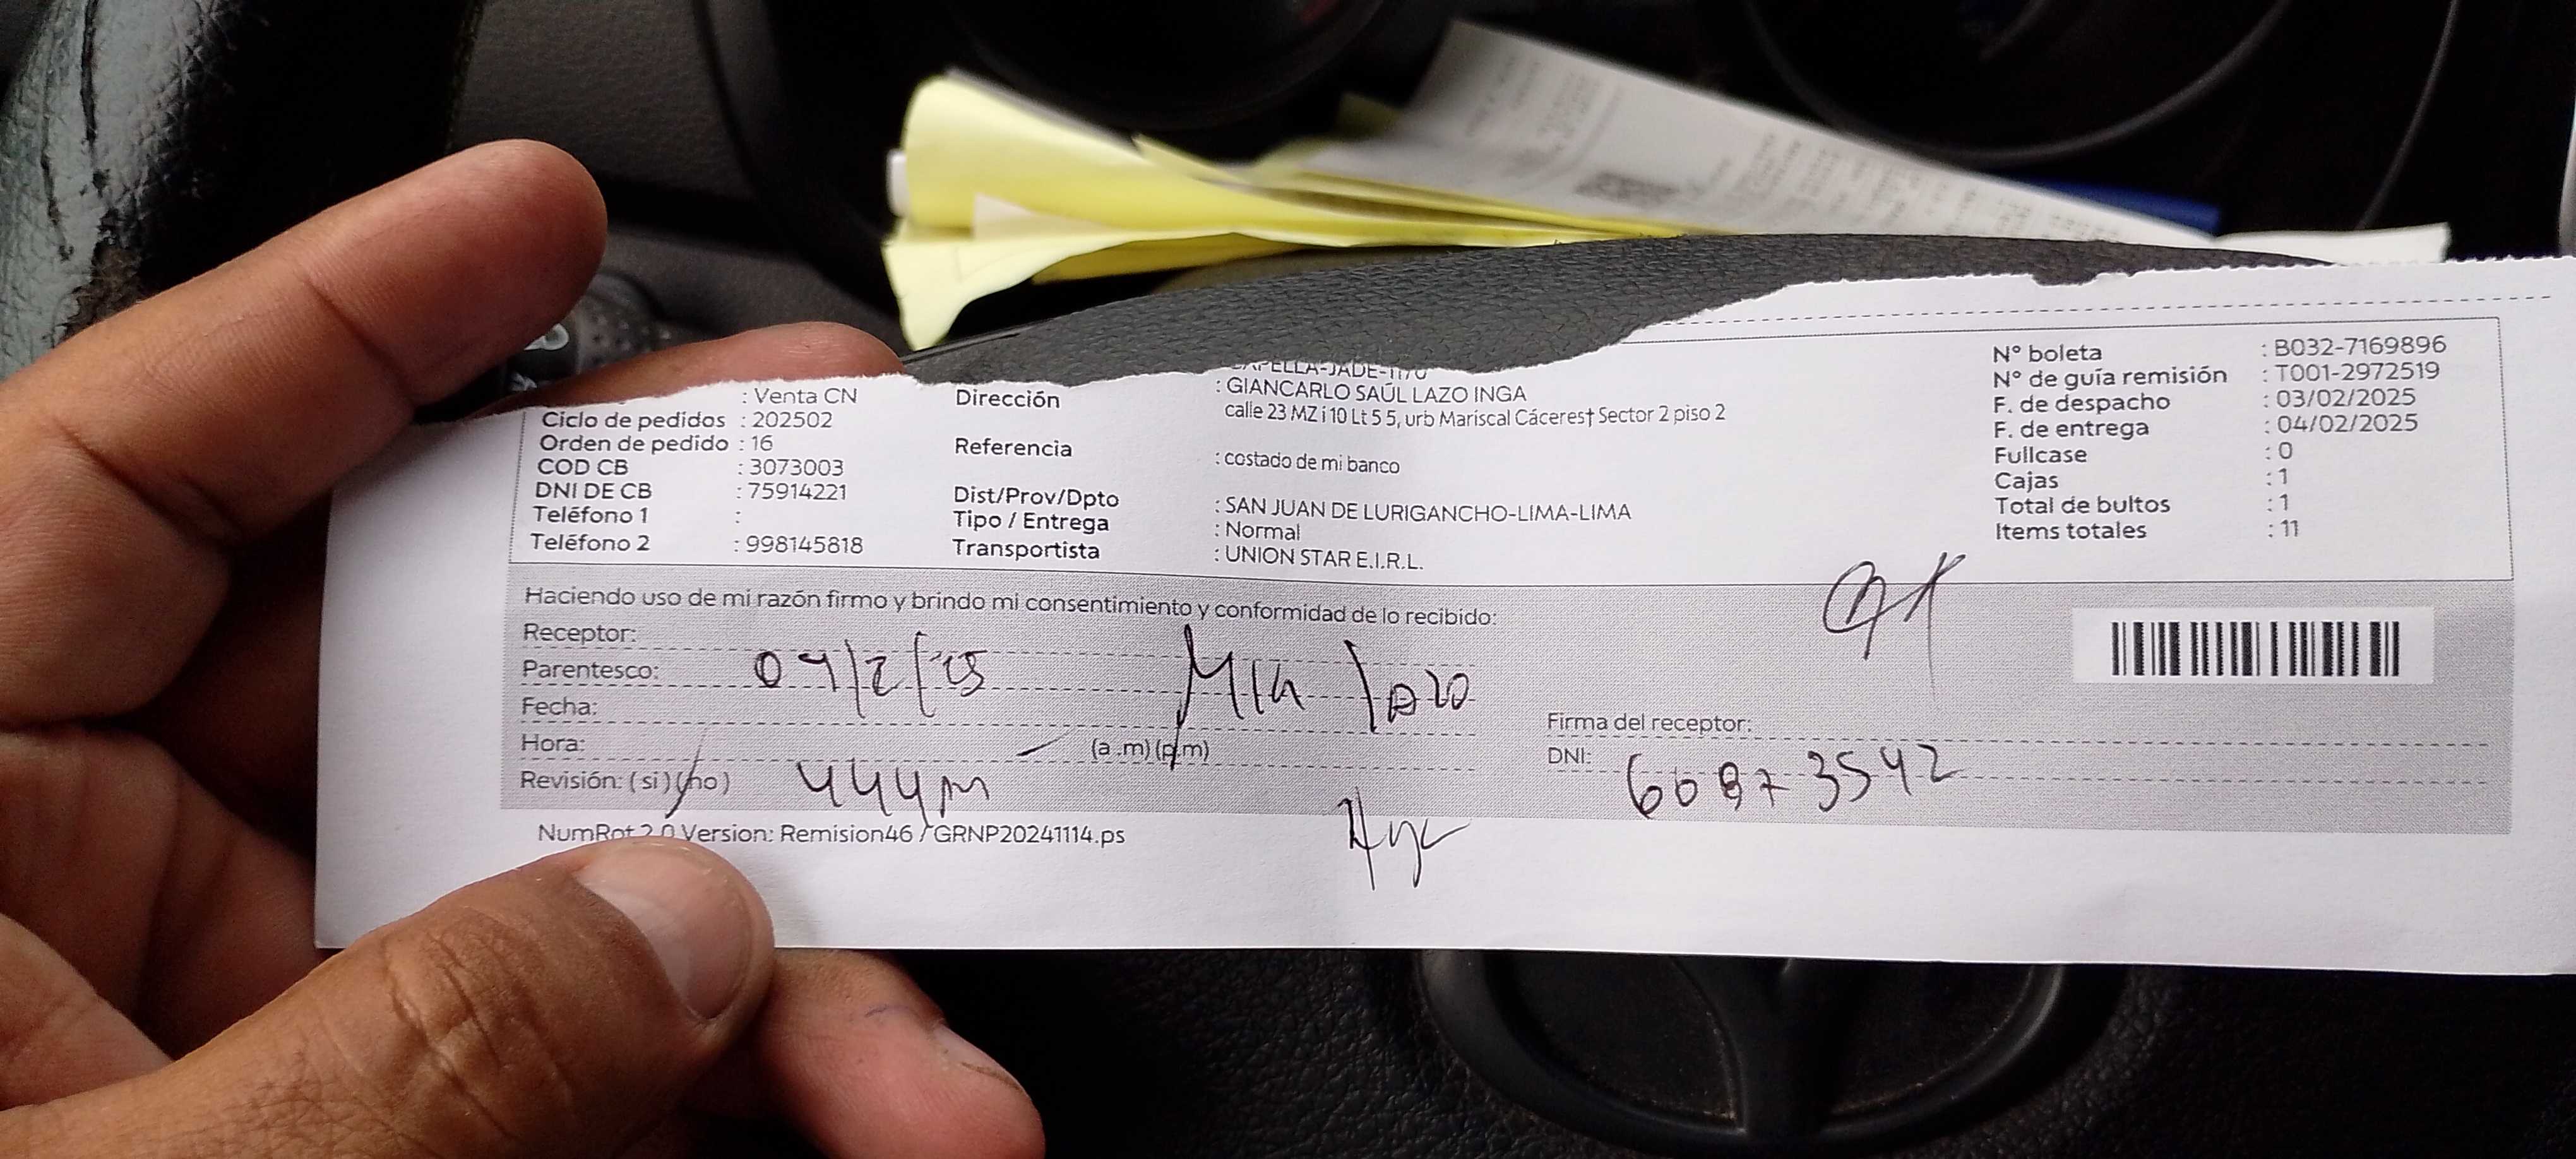 : Venta CN
Ciclo de pedidos : 202502
Orden de pedido : 16
COD CB : 3073003
DNI DE CB : 75914221
Teléfono 1 :
Teléfono 2 : 998145818
Dirección : GIANCARLO SAÚL LAZO INGA
calle 23 MZ i 10 Lt 5 5, urb Mariscal Cáceres† Sector 2 piso 2
Referencia : costado de mi banco
Dist/Prov/Dpto : SAN JUAN DE LURIGANCHO-LIMA-LIMA
Tipo / Entrega : Normal
Transportista : UNION STAR E.I.R.L.
N° boleta : B032-7169896
N° de guía remisión : T001-2972519
F. de despacho : 03/02/2025
F. de entrega : 04/02/2025
Fullcase : 0
Cajas : 1
Total de bultos : 1
Items totales : 11
Haciendo uso de mi razón firmo y brindo mi consentimiento y conformidad de lo recibido:
Receptor:
Parentesco: 04/2/25
Fecha:
Hora: (a .m) (p.m)
Revisión: (si) (no)
Firma del receptor:
DNI: 60873542
NumRot 2.0 Version: Remision46 / GRNP20241114.ps